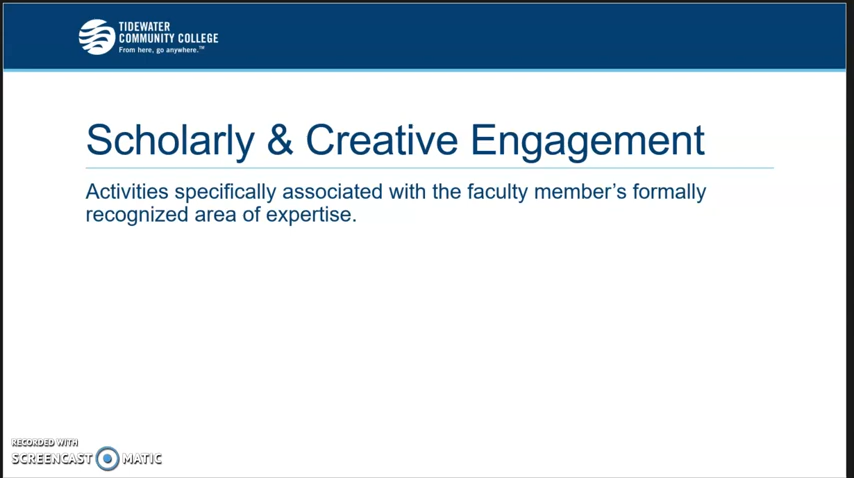 TIDEWATER
COMMUNITY COLLEGE
From here, go anywhere.™
Scholarly & Creative Engagement
Activities specifically associated with the faculty member’s formally
recognized area of expertise.
RECORDED WITH
SCREENCAST MATIC